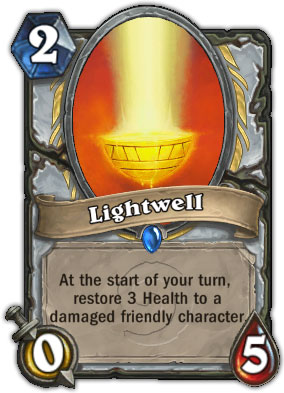 2
Lightwell
At the start of your turn,
restore 3 Health to a
damaged friendly character
0
5